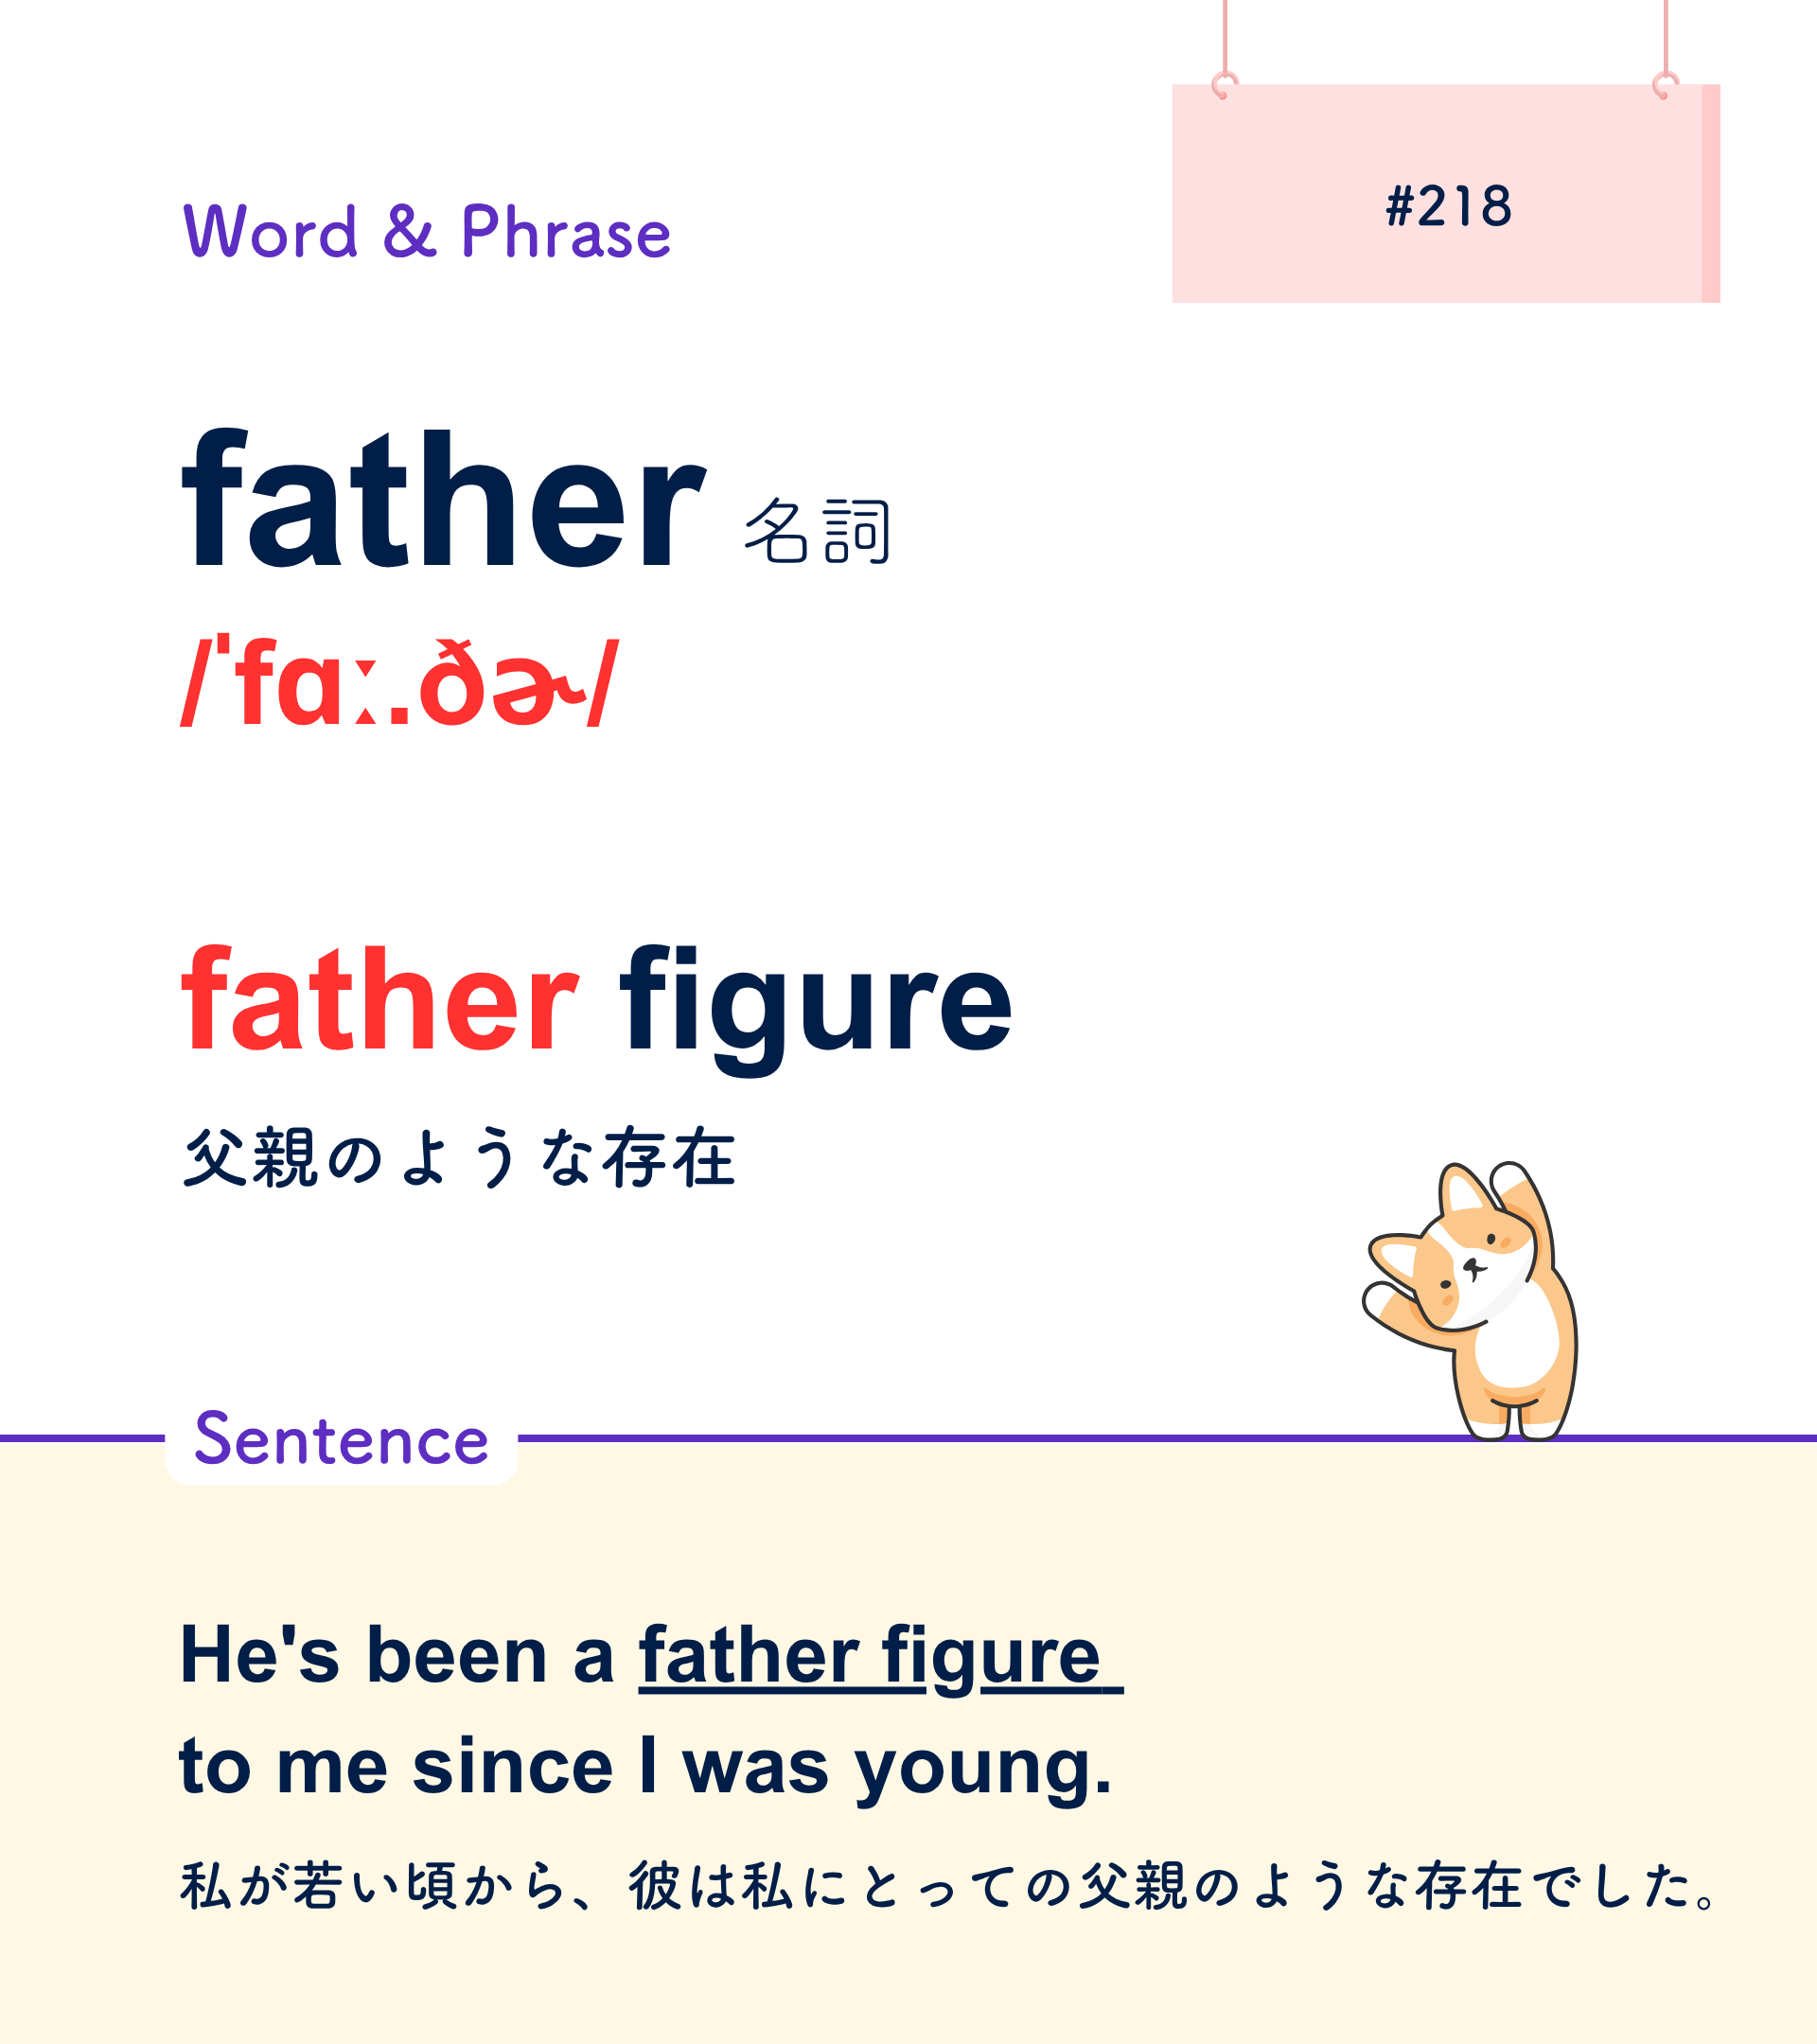 #218
Word & Phrase
father 名詞
/ˈfɑː.ðɚ/
father figure
父親のような存在
Sentence
He's been a father figure
to me since I was young.
私が若い頃から、彼は私にとっての父親のような存在でした。